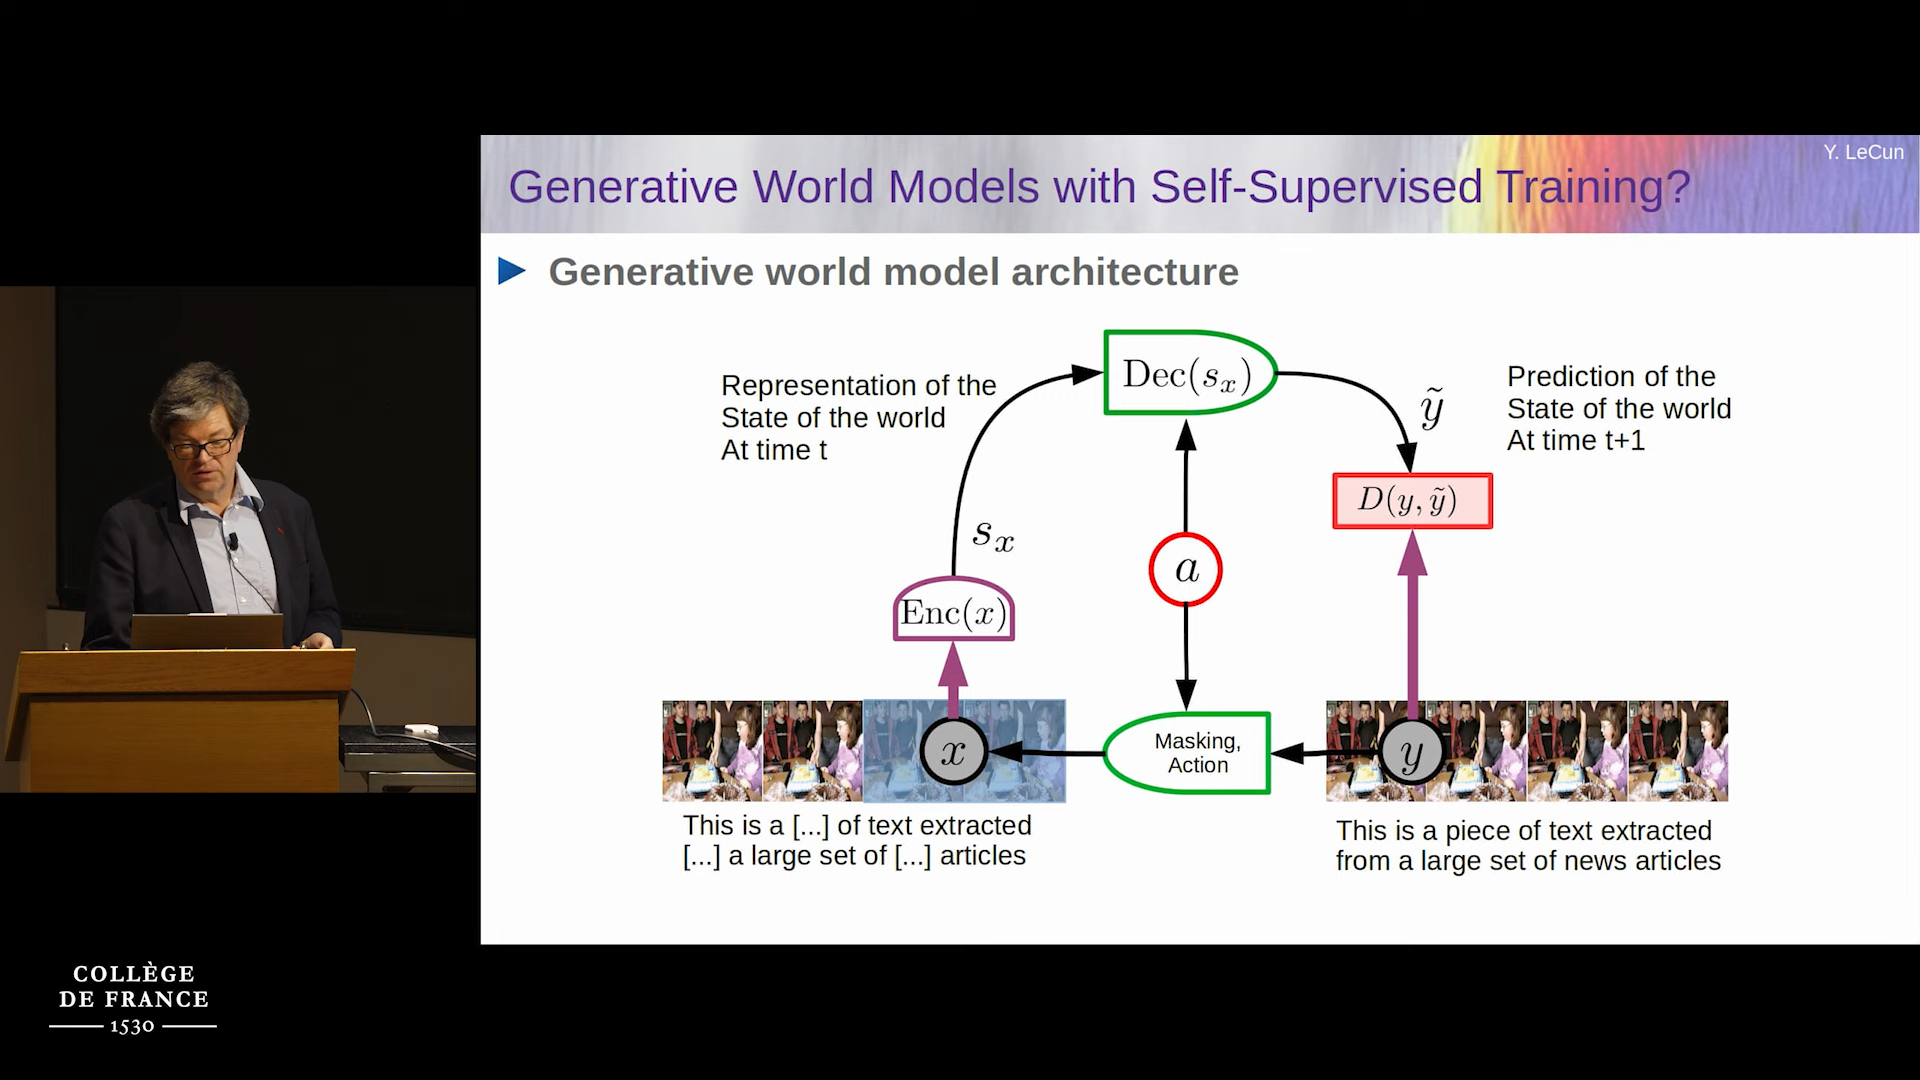 Y. LeCun
Generative World Models with Self-Supervised Training?
Generative world model architecture
Dec(sₓ)
Representation of the
State of the world
At time t
ỹ
Prediction of the
State of the world
At time t+1
D(y, ỹ)
sₓ
a
Enc(x)
x
Masking,
Action
y
This is a [...] of text extracted
[...] a large set of [...] articles
This is a piece of text extracted
from a large set of news articles
COLLÈGE
DE FRANCE
1530